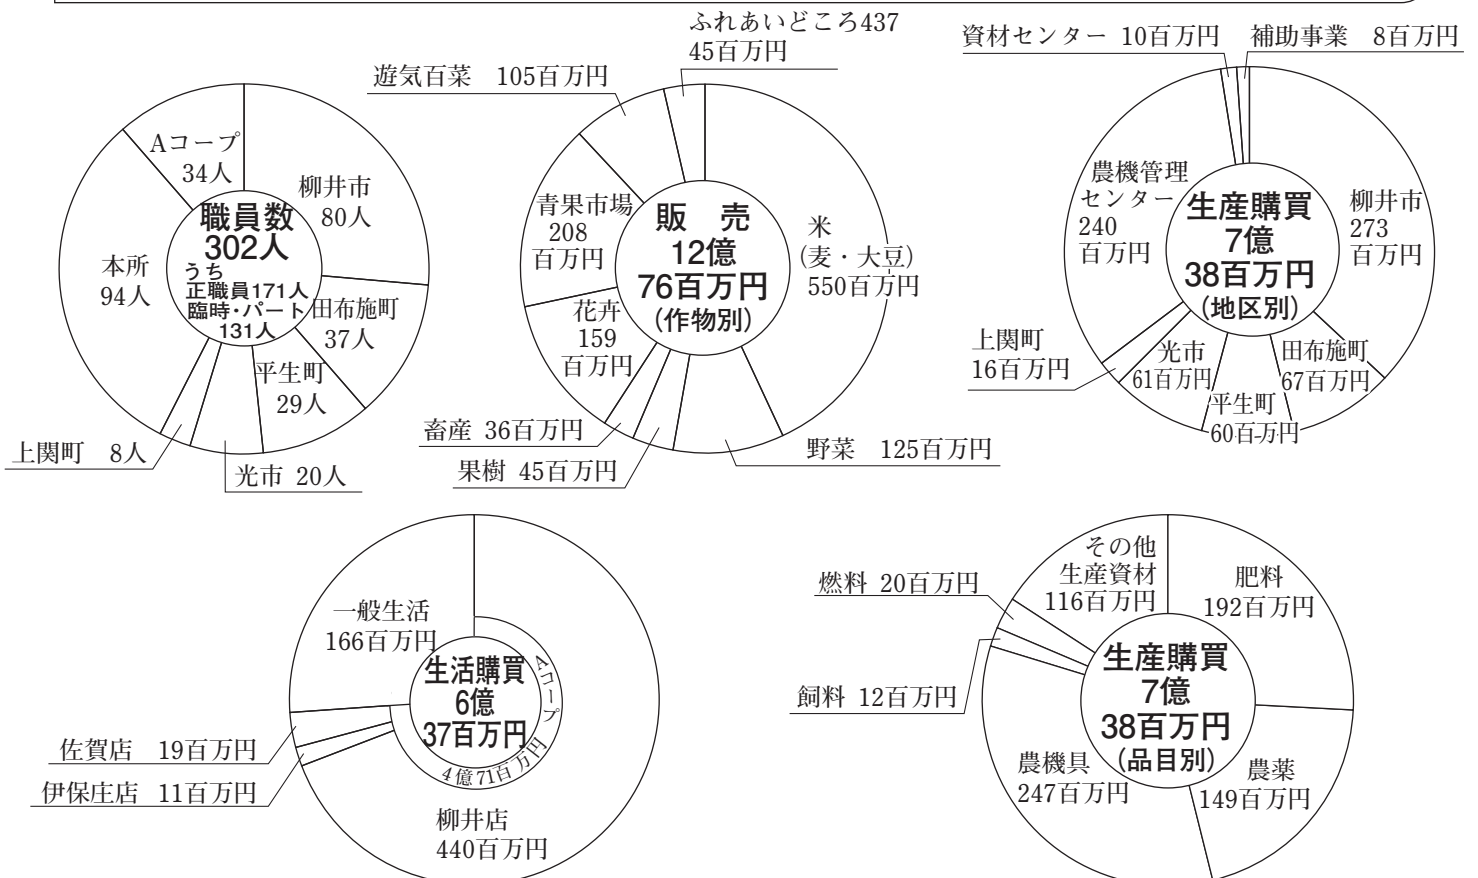 Aコープ
34人
柳井市
80人
職員数
302人
うち
正職員171人
臨時・パート
131人
本所
94人
田布施町
37人
平生町
29人
上関町 8人
光市 20人
ふれあいどころ437
45百万円
遊気百菜 105百万円
青果市場
208
百万円
販 売
12億
76百万円
(作物別)
米
(麦・大豆)
550百万円
花卉
159
百万円
畜産 36百万円
果樹 45百万円
野菜 125百万円
資材センター 10百万円
補助事業 8百万円
農機管理
センター
240
百万円
生産購買
7億
38百万円
(地区別)
柳井市
273
百万円
上関町
16百万円
光市
61百万円
平生町
60百万円
田布施町
67百万円
一般生活
166百万円
生活購買
6億
37百万円
Aコープ
4億71百万円
佐賀店 19百万円
伊保庄店 11百万円
柳井店
440百万円
その他
生産資材
116百万円
燃料 20百万円
肥料
192百万円
生産購買
7億
38百万円
(品目別)
飼料 12百万円
農機具
247百万円
農薬
149百万円